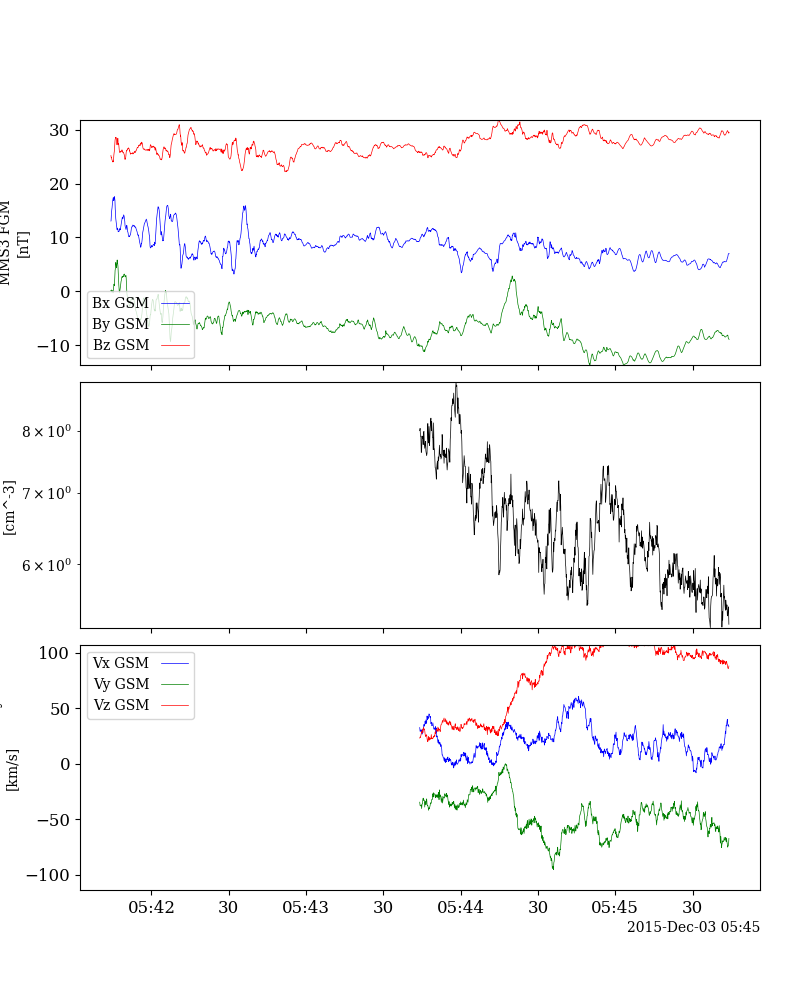 30
20
10
0
−10
MMS3 FGM
[nT]
Bx GSM
By GSM
Bz GSM
8 × 10⁰
7 × 10⁰
6 × 10⁰
[cm^-3]
100
50
0
−50
−100
[km/s]
Vx GSM
Vy GSM
Vz GSM
05:42 30 05:43 30 05:44 30 05:45 30
2015-Dec-03 05:45